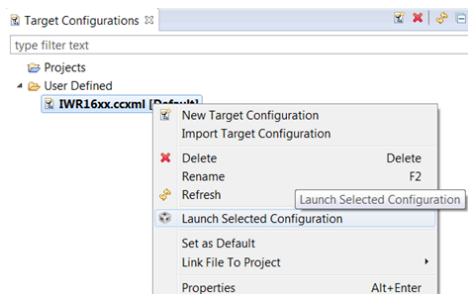 Target Configurations
type filter text
Projects
User Defined
IWR16xx.ccxml [Default]
New Target Configuration
Import Target Configuration
Delete Delete
Rename F2
Refresh
Launch Selected Configuration
Launch Selected Configuration
Set as Default
Link File To Project
Properties Alt+Enter